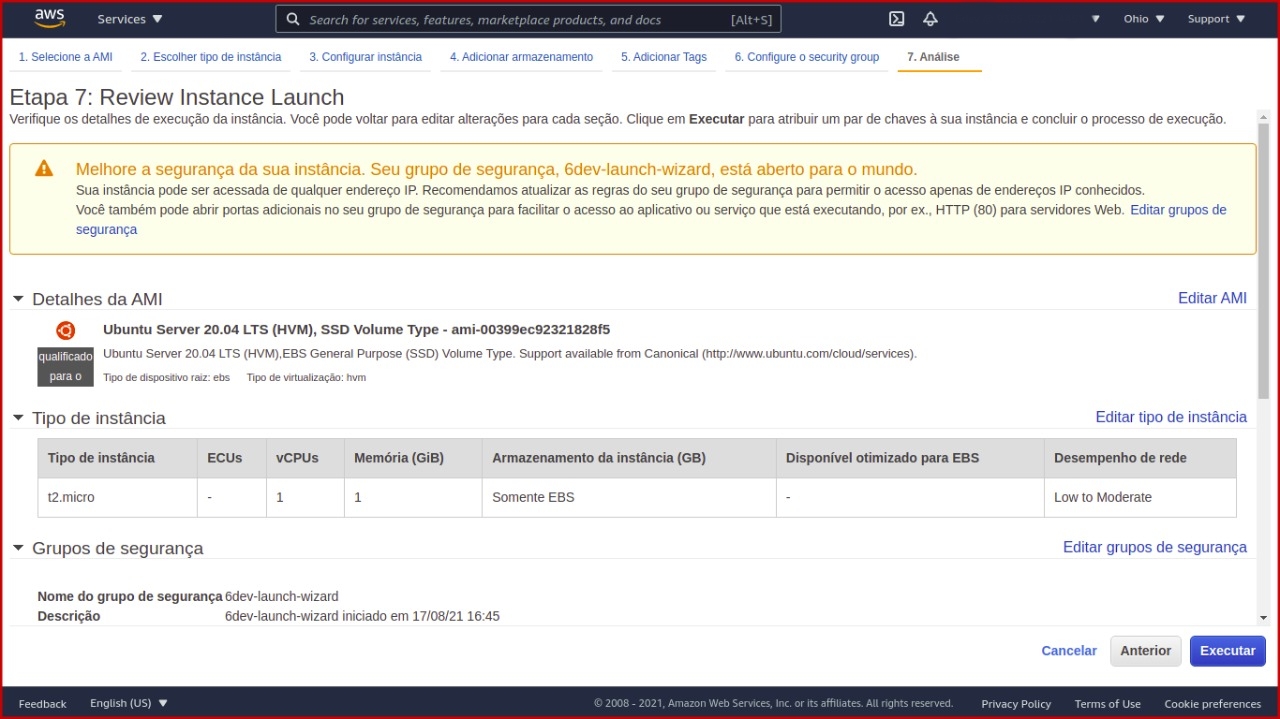 aws Services Search for services, features, marketplace products, and docs [Alt+S] Ohio Support
1. Selecione a AMI 2. Escolher tipo de instância 3. Configurar instância 4. Adicionar armazenamento 5. Adicionar Tags 6. Configure o security group 7. Análise
Etapa 7: Review Instance Launch
Verifique os detalhes de execução da instância. Você pode voltar para editar alterações para cada seção. Clique em Executar para atribuir um par de chaves à sua instância e concluir o processo de execução.
Melhore a segurança da sua instância. Seu grupo de segurança, 6dev-launch-wizard, está aberto para o mundo.
Sua instância pode ser acessada de qualquer endereço IP. Recomendamos atualizar as regras do seu grupo de segurança para permitir o acesso apenas de endereços IP conhecidos.
Você também pode abrir portas adicionais no seu grupo de segurança para facilitar o acesso ao aplicativo ou serviço que está executando, por ex., HTTP (80) para servidores Web. Editar grupos de
segurança
Detalhes da AMI Editar AMI
Ubuntu Server 20.04 LTS (HVM), SSD Volume Type - ami-00399ec92321828f5
qualificado
para o
Ubuntu Server 20.04 LTS (HVM),EBS General Purpose (SSD) Volume Type. Support available from Canonical (http://www.ubuntu.com/cloud/services).
Tipo de dispositivo raiz: ebs Tipo de virtualização: hvm
Tipo de instância Editar tipo de instância
Tipo de instância ECUs vCPUs Memória (GiB) Armazenamento da instância (GB) Disponível otimizado para EBS Desempenho de rede
t2.micro - 1 1 Somente EBS - Low to Moderate
Grupos de segurança Editar grupos de segurança
Nome do grupo de segurança 6dev-launch-wizard
Descrição 6dev-launch-wizard iniciado em 17/08/21 16:45
Cancelar Anterior Executar
Feedback English (US) © 2008 - 2021, Amazon Web Services, Inc. or its affiliates. All rights reserved. Privacy Policy Terms of Use Cookie preferences